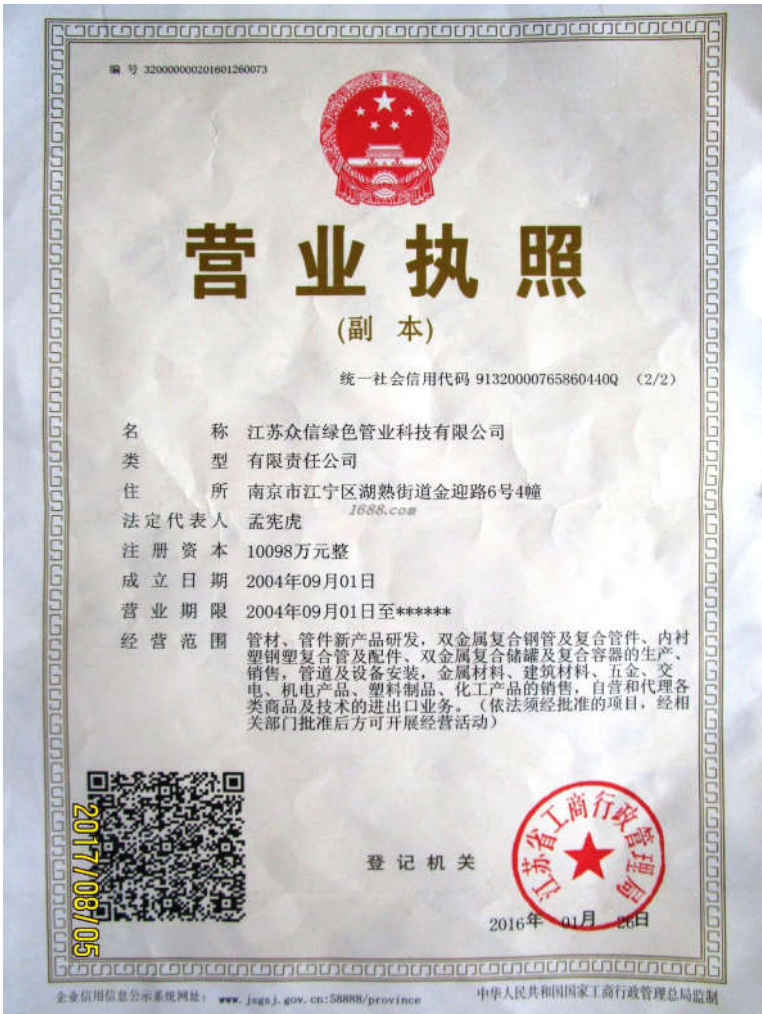 编 号 320000000201601260073
营业执照
(副 本)
统一社会信用代码 91320000765860440Q (2/2)
名 称 江苏众信绿色管业科技有限公司
类 型 有限责任公司
住 所 南京市江宁区湖熟街道金迎路6号4幢
1688.com
法定代表人 孟宪虎
注 册 资 本 10098万元整
成 立 日 期 2004年09月01日
营 业 期 限 2004年09月01日至******
经 营 范 围 管材、管件新产品研发，双金属复合钢管及复合管件、内衬
塑钢塑复合管及配件、双金属复合储罐及复合容器的生产、
销售，管道及设备安装，金属材料、建筑材料、五金、交
电、机电产品、塑料制品、化工产品的销售，自营和代理各
类商品及技术的进出口业务。（依法须经批准的项目，经相
关部门批准后方可开展经营活动）
2017/08/05
登 记 机 关
江苏省工商行政管理局
2016年 01月 26日
企业信用信息公示系统网址： www.jsgsj.gov.cn:58888/province
中华人民共和国国家工商行政管理总局监制